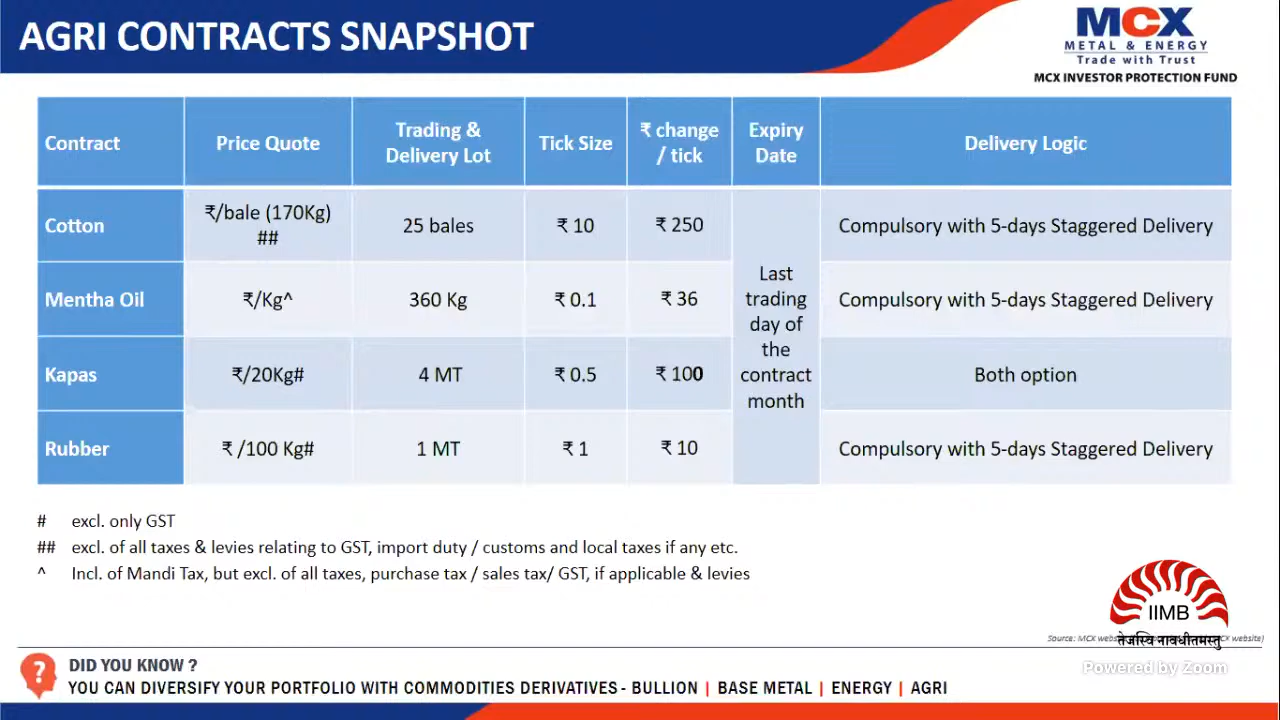 AGRI CONTRACTS SNAPSHOT
MCX
METAL & ENERGY
Trade with Trust
MCX INVESTOR PROTECTION FUND
Contract
Price Quote
Trading &
Delivery Lot
Tick Size
₹ change
/ tick
Expiry
Date
Delivery Logic
Cotton
₹/bale (170Kg)
##
25 bales
₹ 10
₹ 250
Compulsory with 5-days Staggered Delivery
Mentha Oil
₹/Kg^
360 Kg
₹ 0.1
₹ 36
Compulsory with 5-days Staggered Delivery
Kapas
₹/20Kg#
4 MT
₹ 0.5
₹ 100
Both option
Rubber
₹ /100 Kg#
1 MT
₹ 1
₹ 10
Compulsory with 5-days Staggered Delivery
Last
trading
day of
the
contract
month
# excl. only GST
## excl. of all taxes & levies relating to GST, import duty / customs and local taxes if any etc.
^ Incl. of Mandi Tax, but excl. of all taxes, purchase tax / sales tax/ GST, if applicable & levies
IIMB
तेजस्वि नावधीतमस्तु
Source: MCX website)
Powered by Zoom
?
DID YOU KNOW ?
YOU CAN DIVERSIFY YOUR PORTFOLIO WITH COMMODITIES DERIVATIVES - BULLION | BASE METAL | ENERGY | AGRI